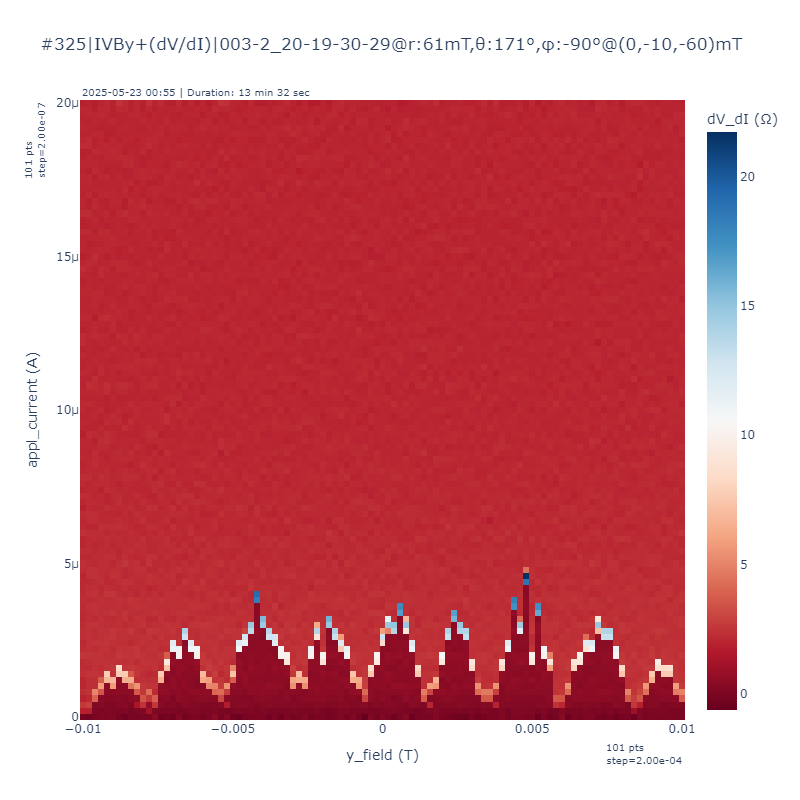 #325|IVBy+(dV/dI)|003-2_20-19-30-29@r:61mT,θ:171°,φ:-90°@(0,-10,-60)mT
2025-05-23 00:55 | Duration: 13 min 32 sec
dV_dI (Ω)
20μ
15μ
10μ
5μ
0
101 pts
step=2.00e-07
appl_current (A)
20
15
10
5
0
−0.01
−0.005
0
0.005
0.01
y_field (T)
101 pts
step=2.00e-04